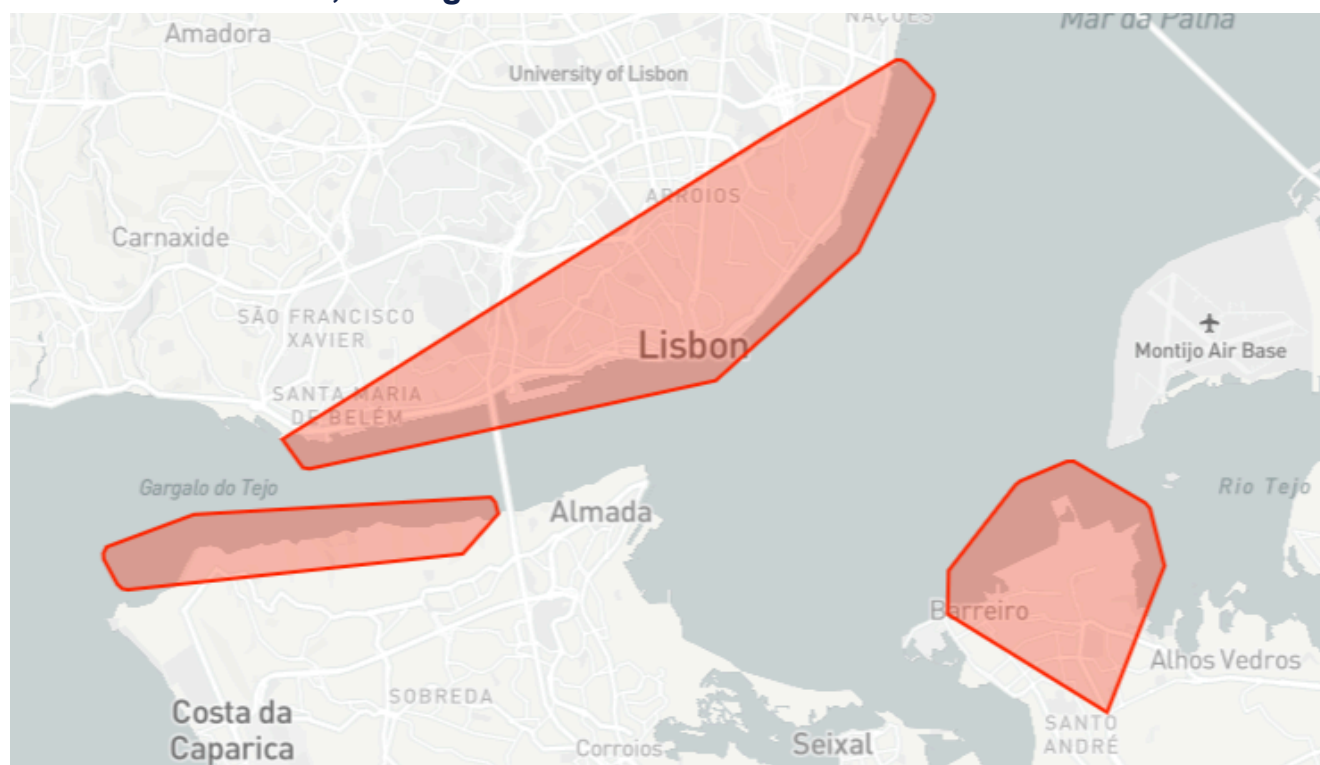 NAÇÕES
Mar da Palha
Amadora
University of Lisbon
ARROIOS
Carnaxide
SÃO FRANCISCO
XAVIER
Lisbon
Montijo Air Base
SANTA MARIA
DE BELÉM
Gargalo do Tejo
Rio Tejo
Almada
Barreiro
Alhos Vedros
SOBREDA
Costa da
Caparica
Corroios
Seixal
SANTO
ANDRÉ